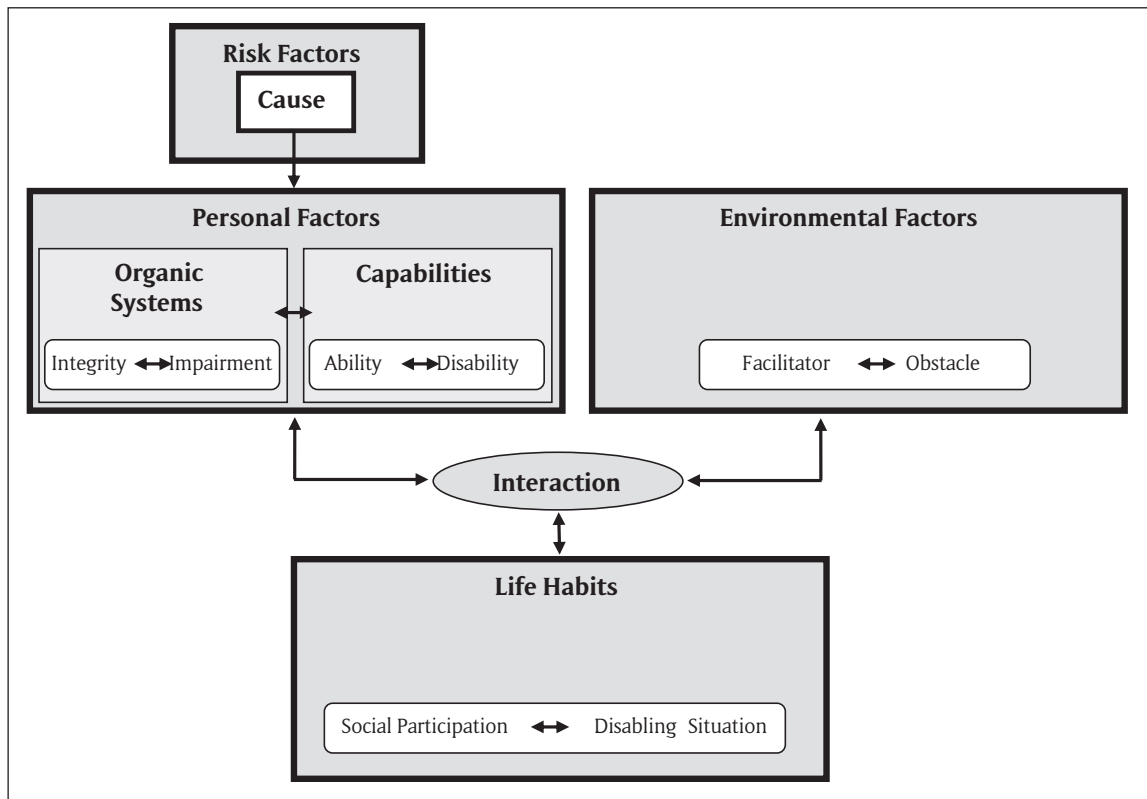 Risk Factors
Cause
Personal Factors
Organic
Systems
Integrity Impairment
Capabilities
Ability Disability
Environmental Factors
Facilitator Obstacle
Interaction
Life Habits
Social Participation Disabling Situation